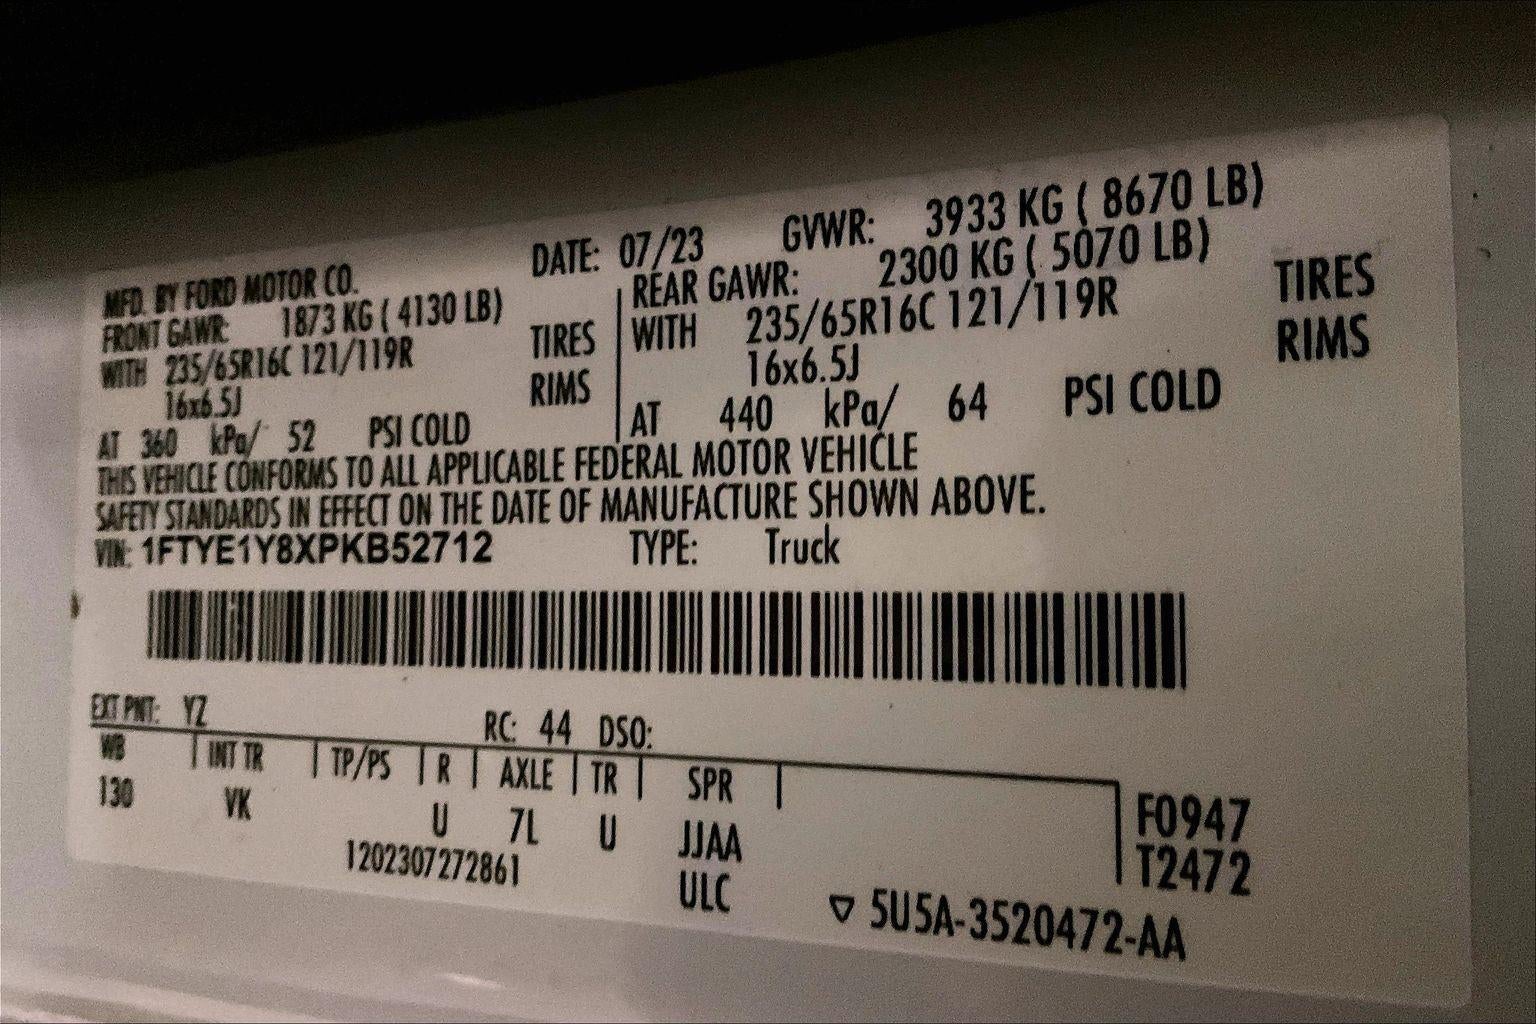 MFD. BY FORD MOTOR CO. DATE: 07/23 GVWR: 3933 KG ( 8670 LB)
FRONT GAWR: 1873 KG ( 4130 LB) REAR GAWR: 2300 KG ( 5070 LB)
WITH 235/65R16C 121/119R TIRES WITH 235/65R16C 121/119R TIRES
16x6.5J RIMS 16x6.5J RIMS
AT 360 kPa/ 52 PSI COLD AT 440 kPa/ 64 PSI COLD
THIS VEHICLE CONFORMS TO ALL APPLICABLE FEDERAL MOTOR VEHICLE
SAFETY STANDARDS IN EFFECT ON THE DATE OF MANUFACTURE SHOWN ABOVE.
VIN: 1FTYE1Y8XPKB52712 TYPE: Truck
EXT PNT: YZ RC: 44 DSO:
WB INT TR TP/PS R AXLE TR SPR
130 VK U 7L U JJAA F0947
1202307272861 ULC T2472
▽ 5U5A-3520472-AA